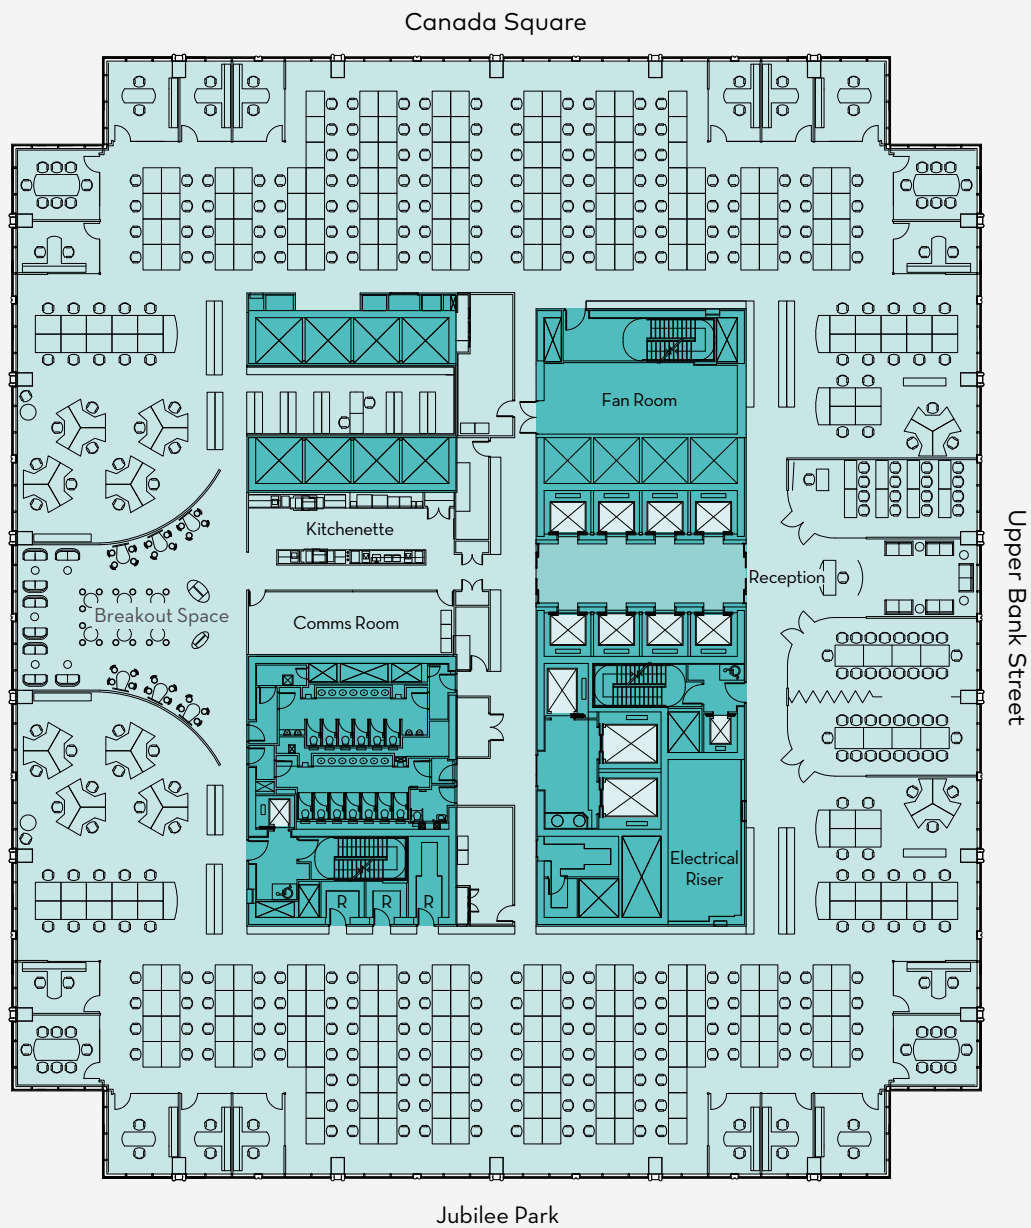 Canada Square
Fan Room
Kitchenette
Upper Bank Street
Reception
Breakout Space
Comms Room
Electrical
Riser
R
R
R
Jubilee Park